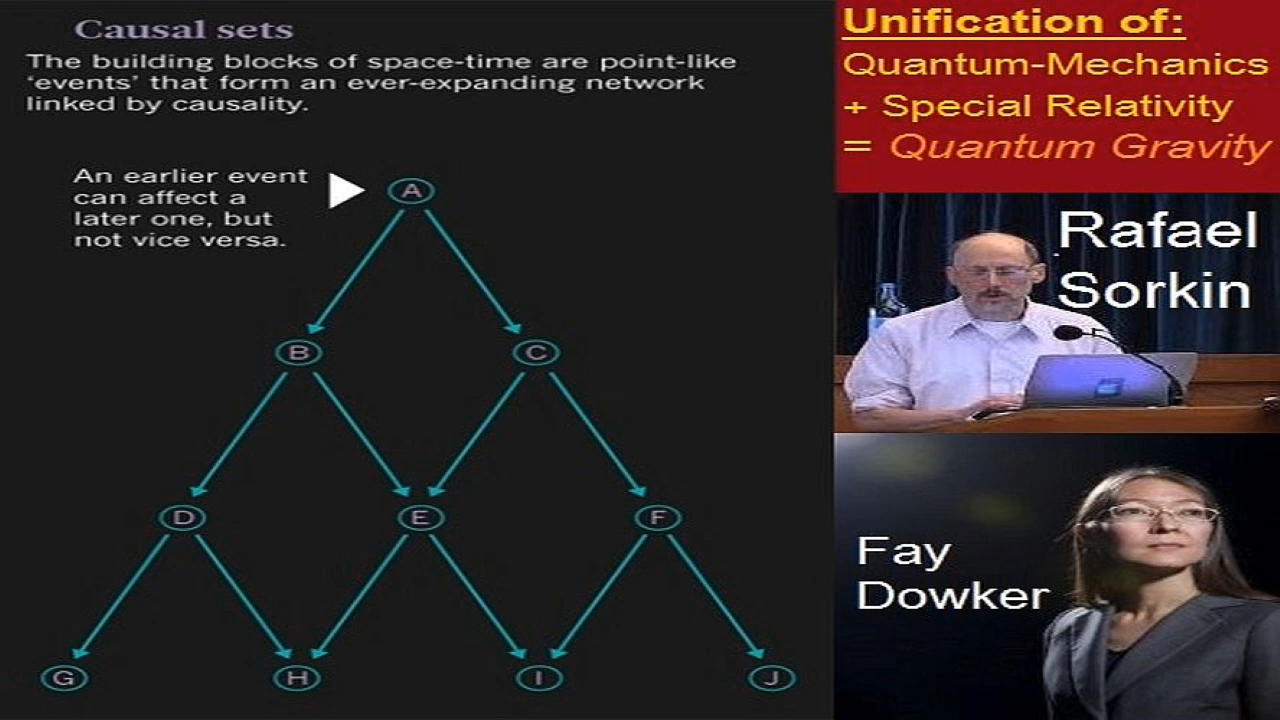 Causal sets
The building blocks of space-time are point-like
‘events’ that form an ever-expanding network
linked by causality.
An earlier event
can affect a
later one, but
not vice versa.
A
B
C
D
E
F
G
H
I
J
Unification of:
Quantum-Mechanics
+ Special Relativity
= Quantum Gravity
Rafael
Sorkin
Fay
Dowker